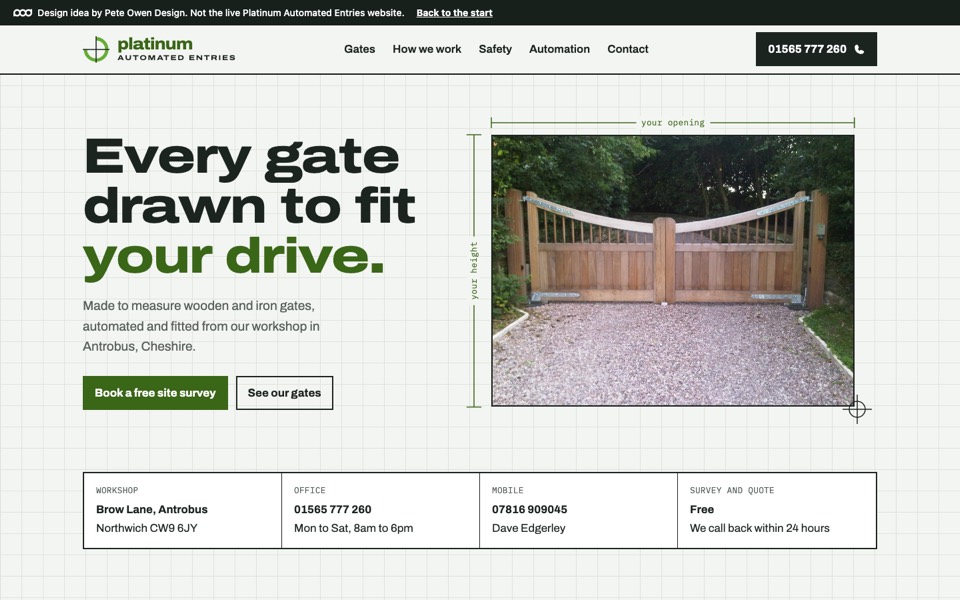 Design idea by Pete Owen Design. Not the live Platinum Automated Entries website. Back to the start
platinum
AUTOMATED ENTRIES
Gates How we work Safety Automation Contact
01565 777 260
your opening
your height
Every gate
drawn to fit
your drive.
Made to measure wooden and iron gates,
automated and fitted from our workshop in
Antrobus, Cheshire.
Book a free site survey See our gates
WORKSHOP
Brow Lane, Antrobus
Northwich CW9 6JY
OFFICE
01565 777 260
Mon to Sat, 8am to 6pm
MOBILE
07816 909045
Dave Edgerley
SURVEY AND QUOTE
Free
We call back within 24 hours